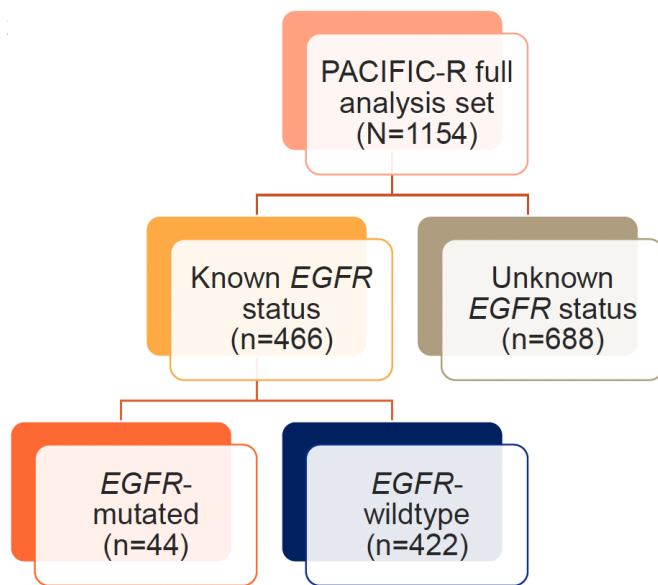 PACIFIC-R full
analysis set
(N=1154)
Known EGFR
status
(n=466)
Unknown
EGFR status
(n=688)
EGFR-
mutated
(n=44)
EGFR-
wildtype
(n=422)